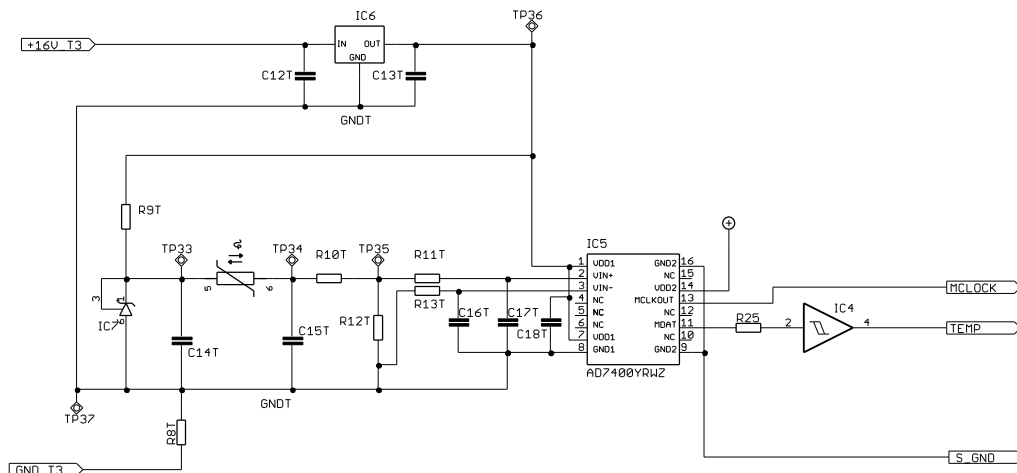 IC6
TP36
+16V_T3
IN OUT
GND
C12T
C13T
GNDT
R9T
TP33
TP34
R10T
TP35
R11T
R13T
5
6
3
1
IC7
C14T
C15T
R12T
C16T
C17T
C18T
IC5
1 VDD1 GND2 16
2 VIN+ NC 15
3 VIN- VDD2 14
4 NC MCLKOUT 13
5 NC NC 12
6 NC MDAT 11
7 VDD1 NC 10
8 GND1 GND2 9
AD7400YRWZ
MCLOCK
R25
2
IC4
4
TEMP
TP37
GNDT
R8T
GND_T3
S_GND